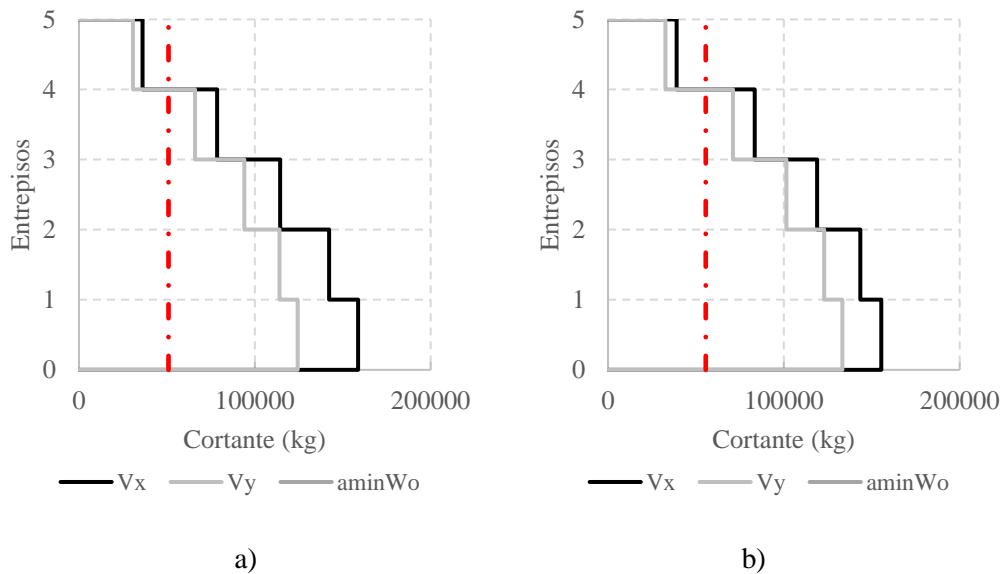 5
4
3
2
1
0
Entrepisos
0 100000 200000
Cortante (kg)
Vx Vy aminWo
a)
5
4
3
2
1
0
Entrepisos
0 100000 200000
Cortante (kg)
Vx Vy aminWo
b)